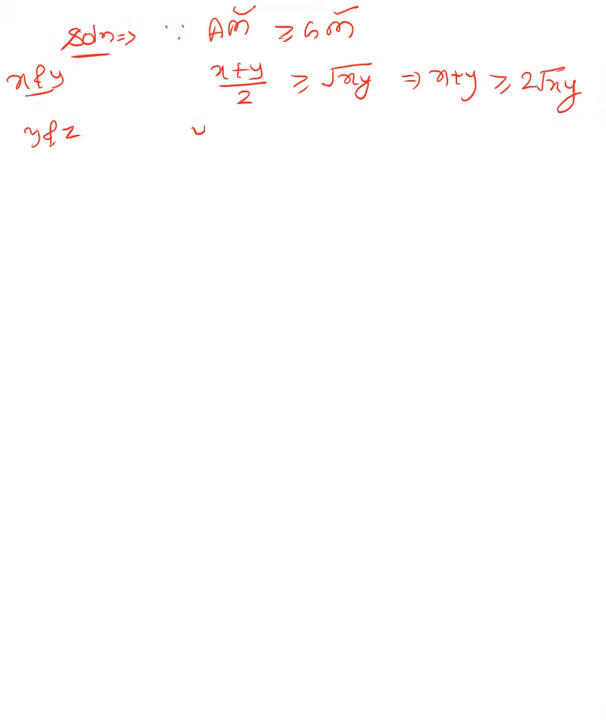 Soln => ∵ Am ≥ Gm
x & y x+y/2 ≥ √xy => x+y ≥ 2√xy
y & z